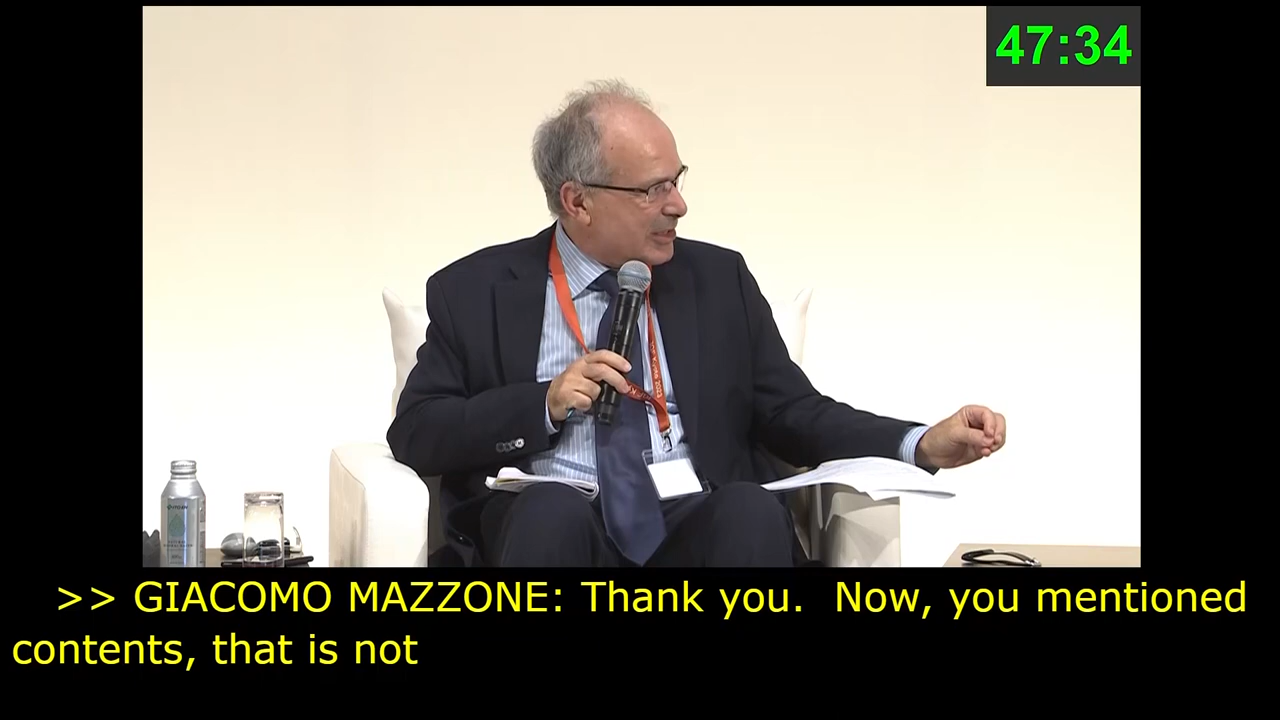 47:34
>> GIACOMO MAZZONE: Thank you.  Now, you mentioned
contents, that is not